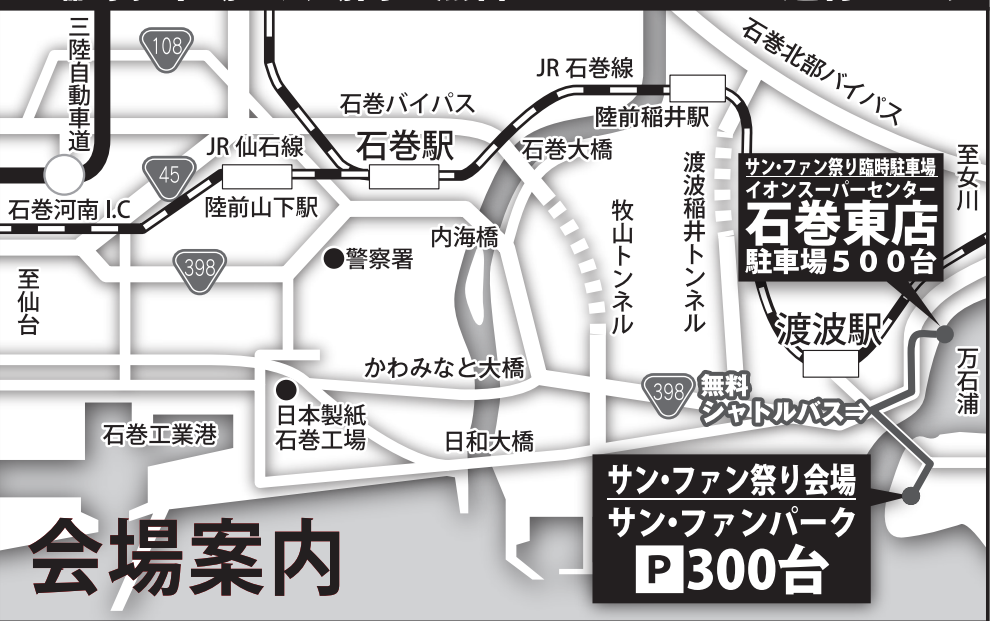 三陸自動車道
108
石巻北部バイパス
JR 石巻線
陸前稲井駅
石巻バイパス
石巻駅
石巻大橋
JR 仙石線
陸前山下駅
45
石巻河南 I.C
渡波稲井トンネル
牧山トンネル
至女川
サン・ファン祭り臨時駐車場
イオンスーパーセンター
石巻東店
駐車場500台
内海橋
警察署
398
至仙台
渡波駅
万石浦
かわみなと大橋
398
無料
シャトルバス⇒
日本製紙
石巻工場
石巻工業港
日和大橋
サン・ファン祭り会場
サン・ファンパーク
P300台
会場案内